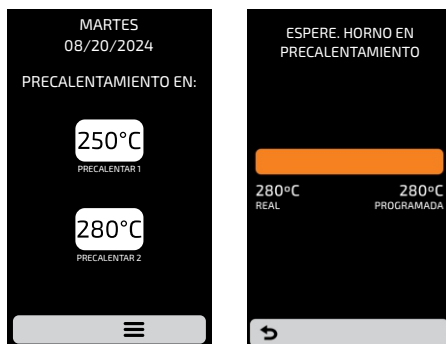 MARTES
08/20/2024
PRECALENTAMIENTO EN:
250°C
PRECALENTAR 1
280°C
PRECALENTAR 2
ESPERE. HORNO EN
PRECALENTAMIENTO
280ºC 280ºC
REAL PROGRAMADA